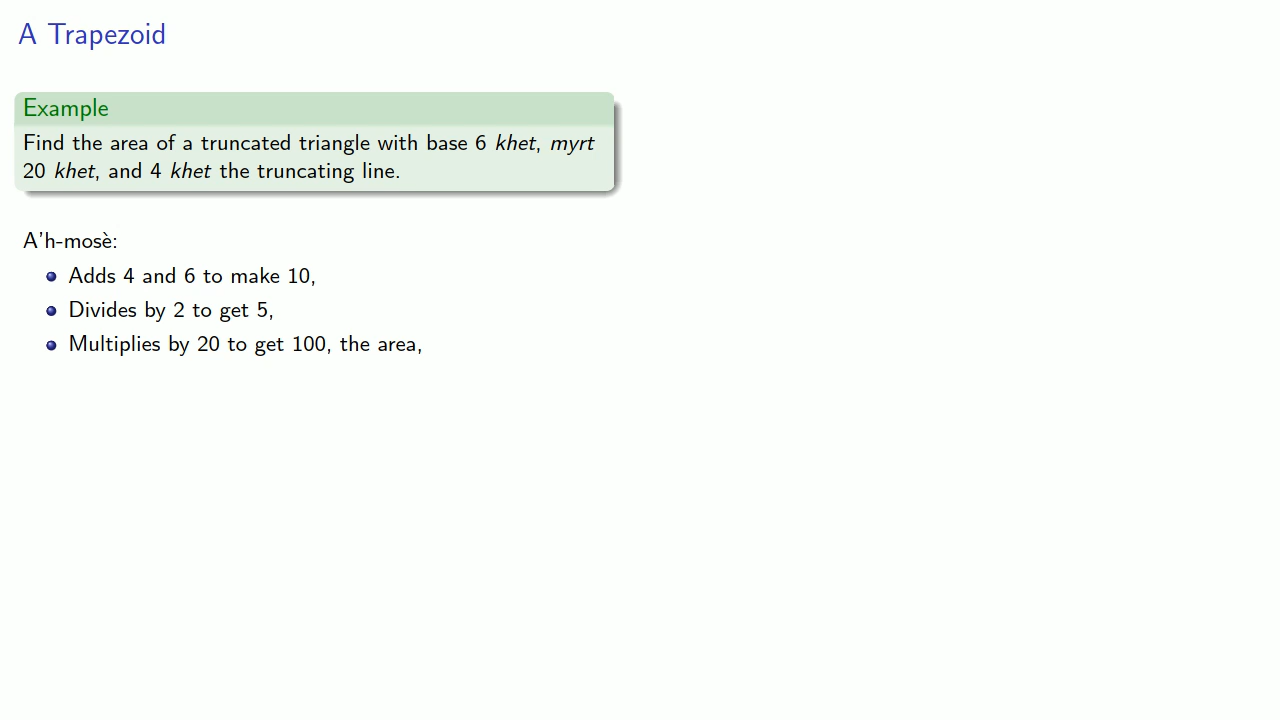 A Trapezoid
Example
Find the area of a truncated triangle with base 6 khet, myrt
20 khet, and 4 khet the truncating line.
A'h-mosè:
Adds 4 and 6 to make 10,
Divides by 2 to get 5,
Multiplies by 20 to get 100, the area,